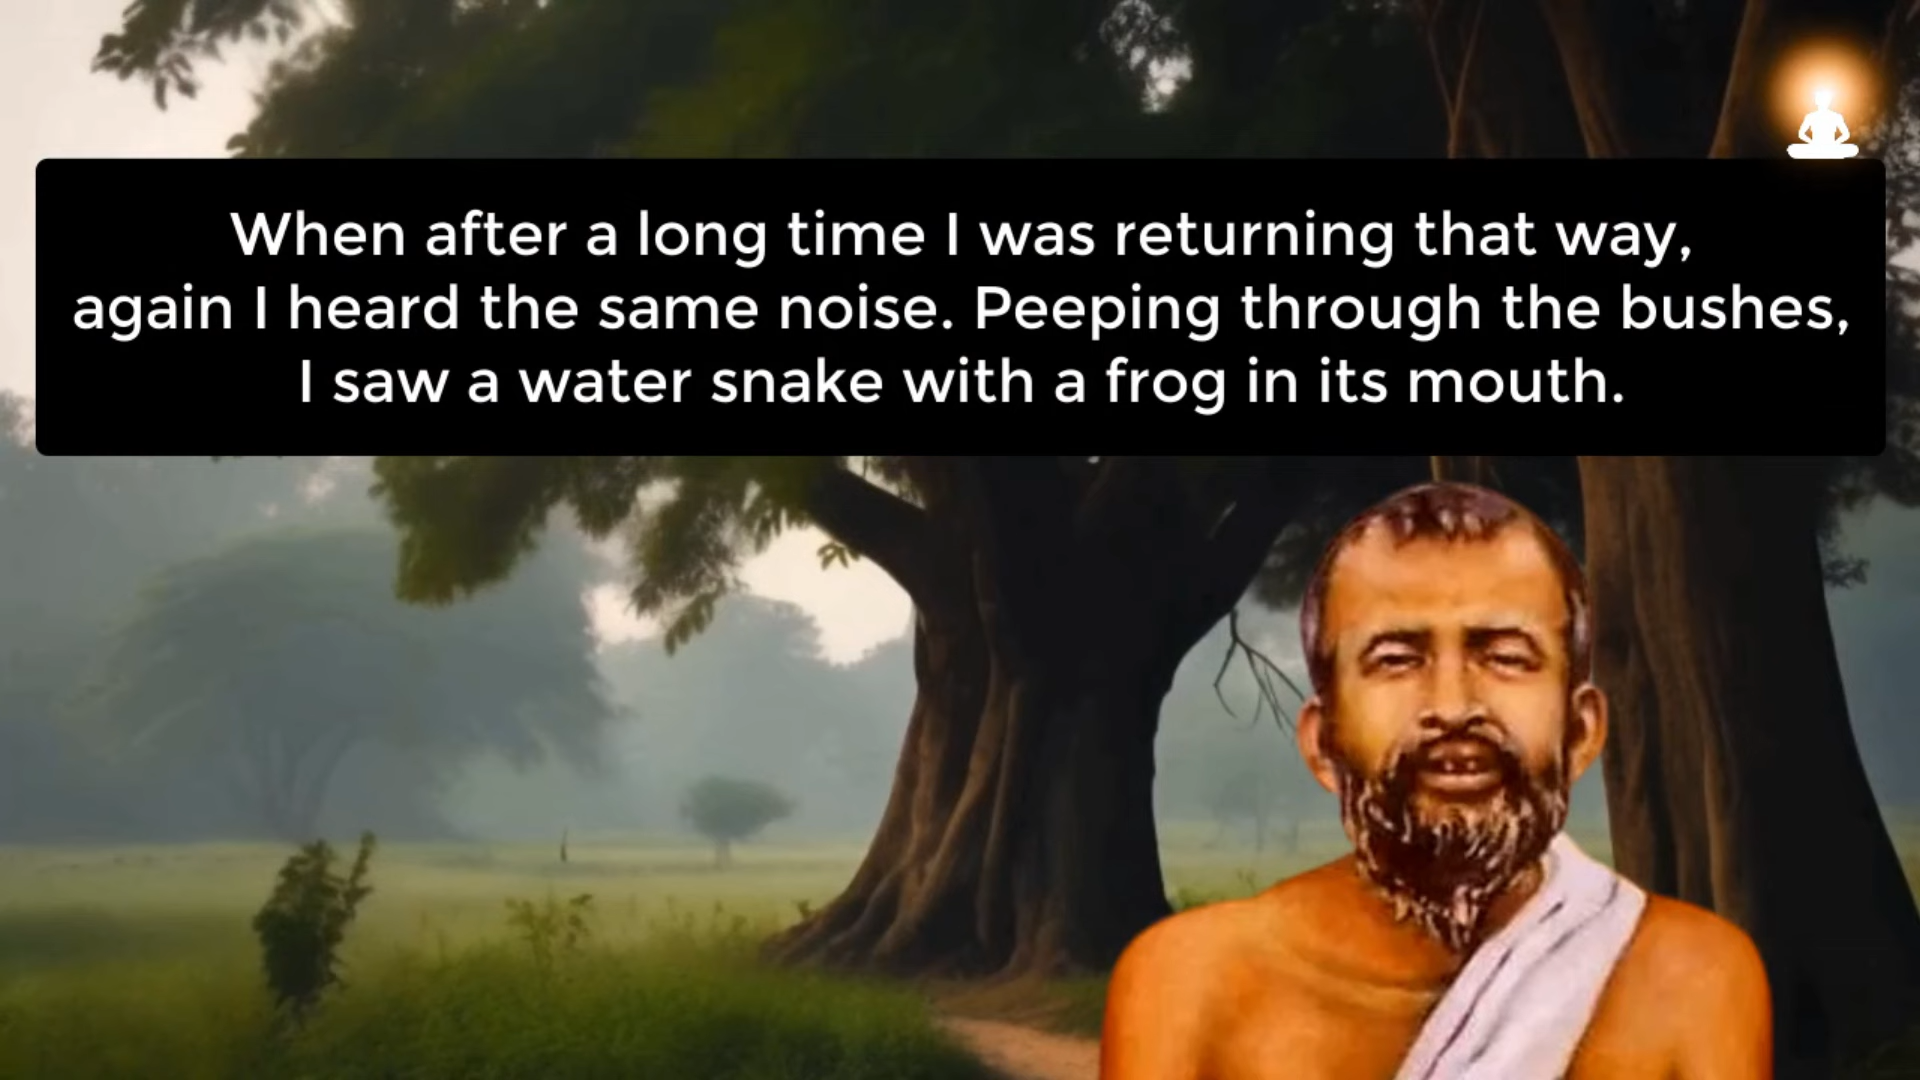 When after a long time I was returning that way,
again I heard the same noise. Peeping through the bushes,
I saw a water snake with a frog in its mouth.